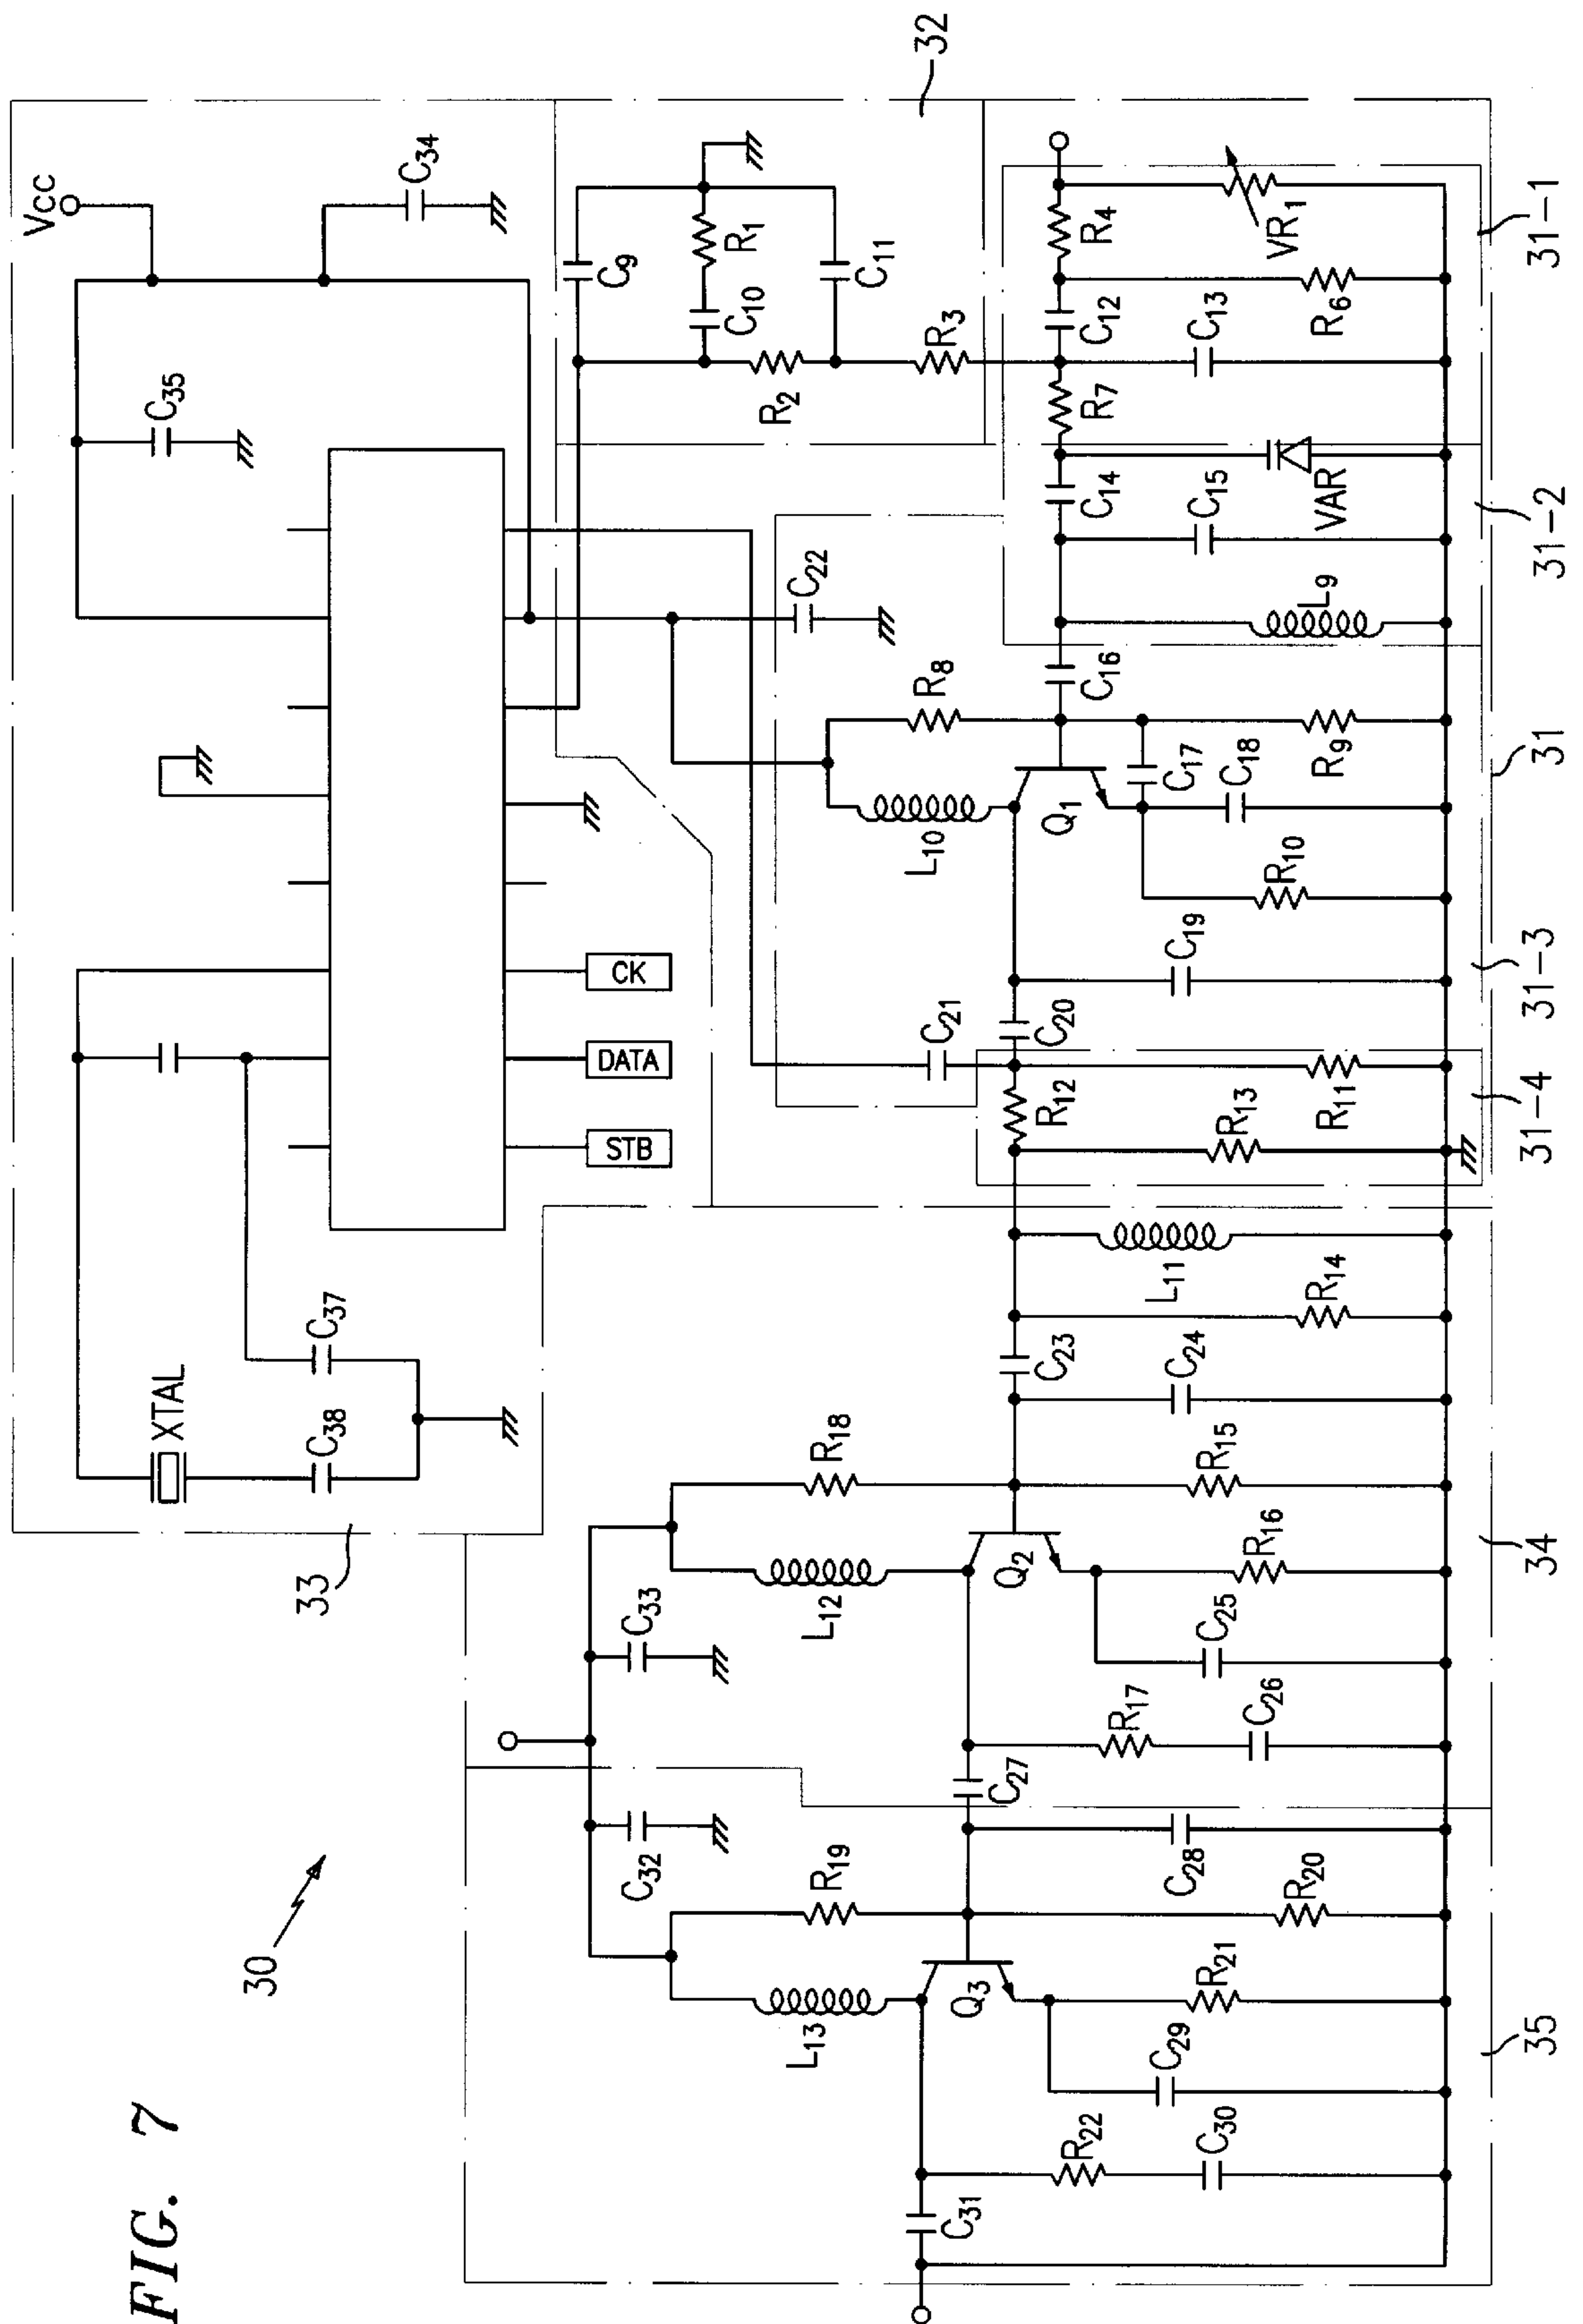 FIG. 7
30
Vcc
C34
C35
XTAL
C38
C37
33
STB
DATA
CK
32
C9
R1
C10
C11
R2
R3
R4
VR1
31-1
C12
R6
C13
R7
C14
VAR
C15
31-2
L9
C22
C16
R8
R9
31
L10
Q1
C17
C18
R10
C19
31-3
C21
C20
R12
R11
R13
31-4
L11
R14
C23
C24
R18
R15
L12
Q2
R16
34
C33
C25
R17
C26
C27
C32
C28
R19
R20
L13
Q3
R21
C29
35
R22
C30
C31